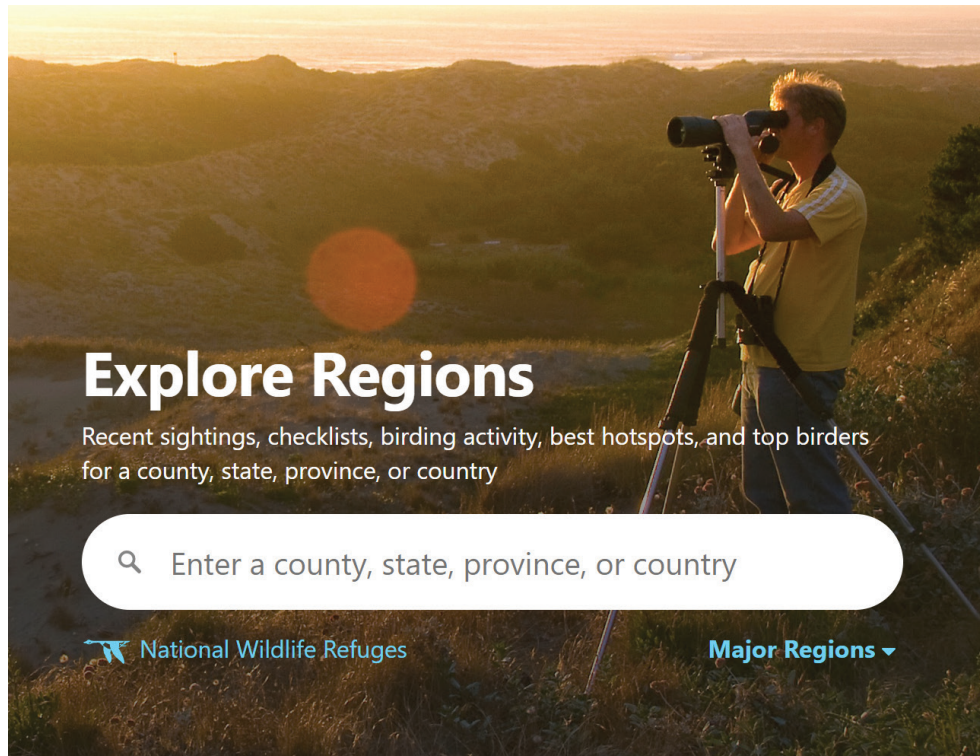 Explore Regions
Recent sightings, checklists, birding activity, best hotspots, and top birders
for a county, state, province, or country
Enter a county, state, province, or country
National Wildlife Refuges
Major Regions